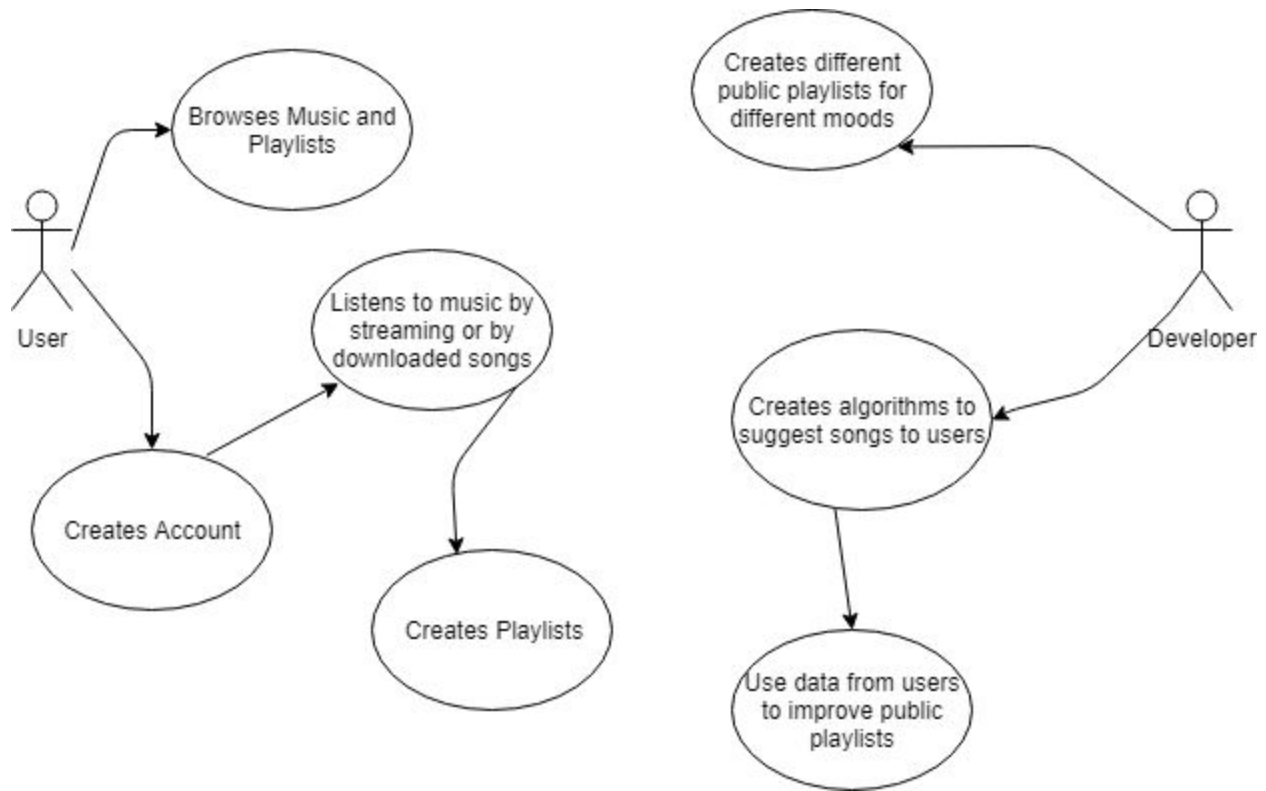 Browses Music and
Playlists
User
Listens to music by
streaming or by
downloaded songs
Creates Account
Creates Playlists
Creates different
public playlists for
different moods
Developer
Creates algorithms to
suggest songs to users
Use data from users
to improve public
playlists